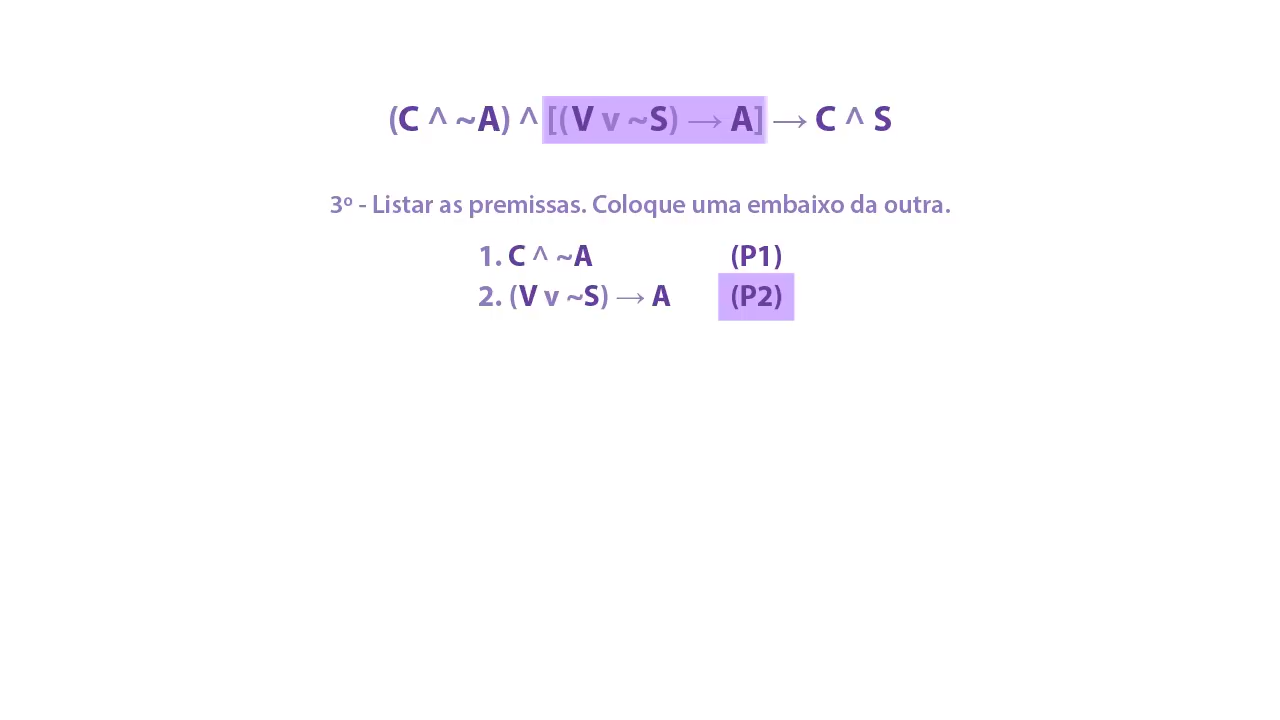 (C ^ ~A) ^ [(V v ~S) → A] → C ^ S
3º - Listar as premissas. Coloque uma embaixo da outra.
1. C ^ ~A (P1)
2. (V v ~S) → A (P2)